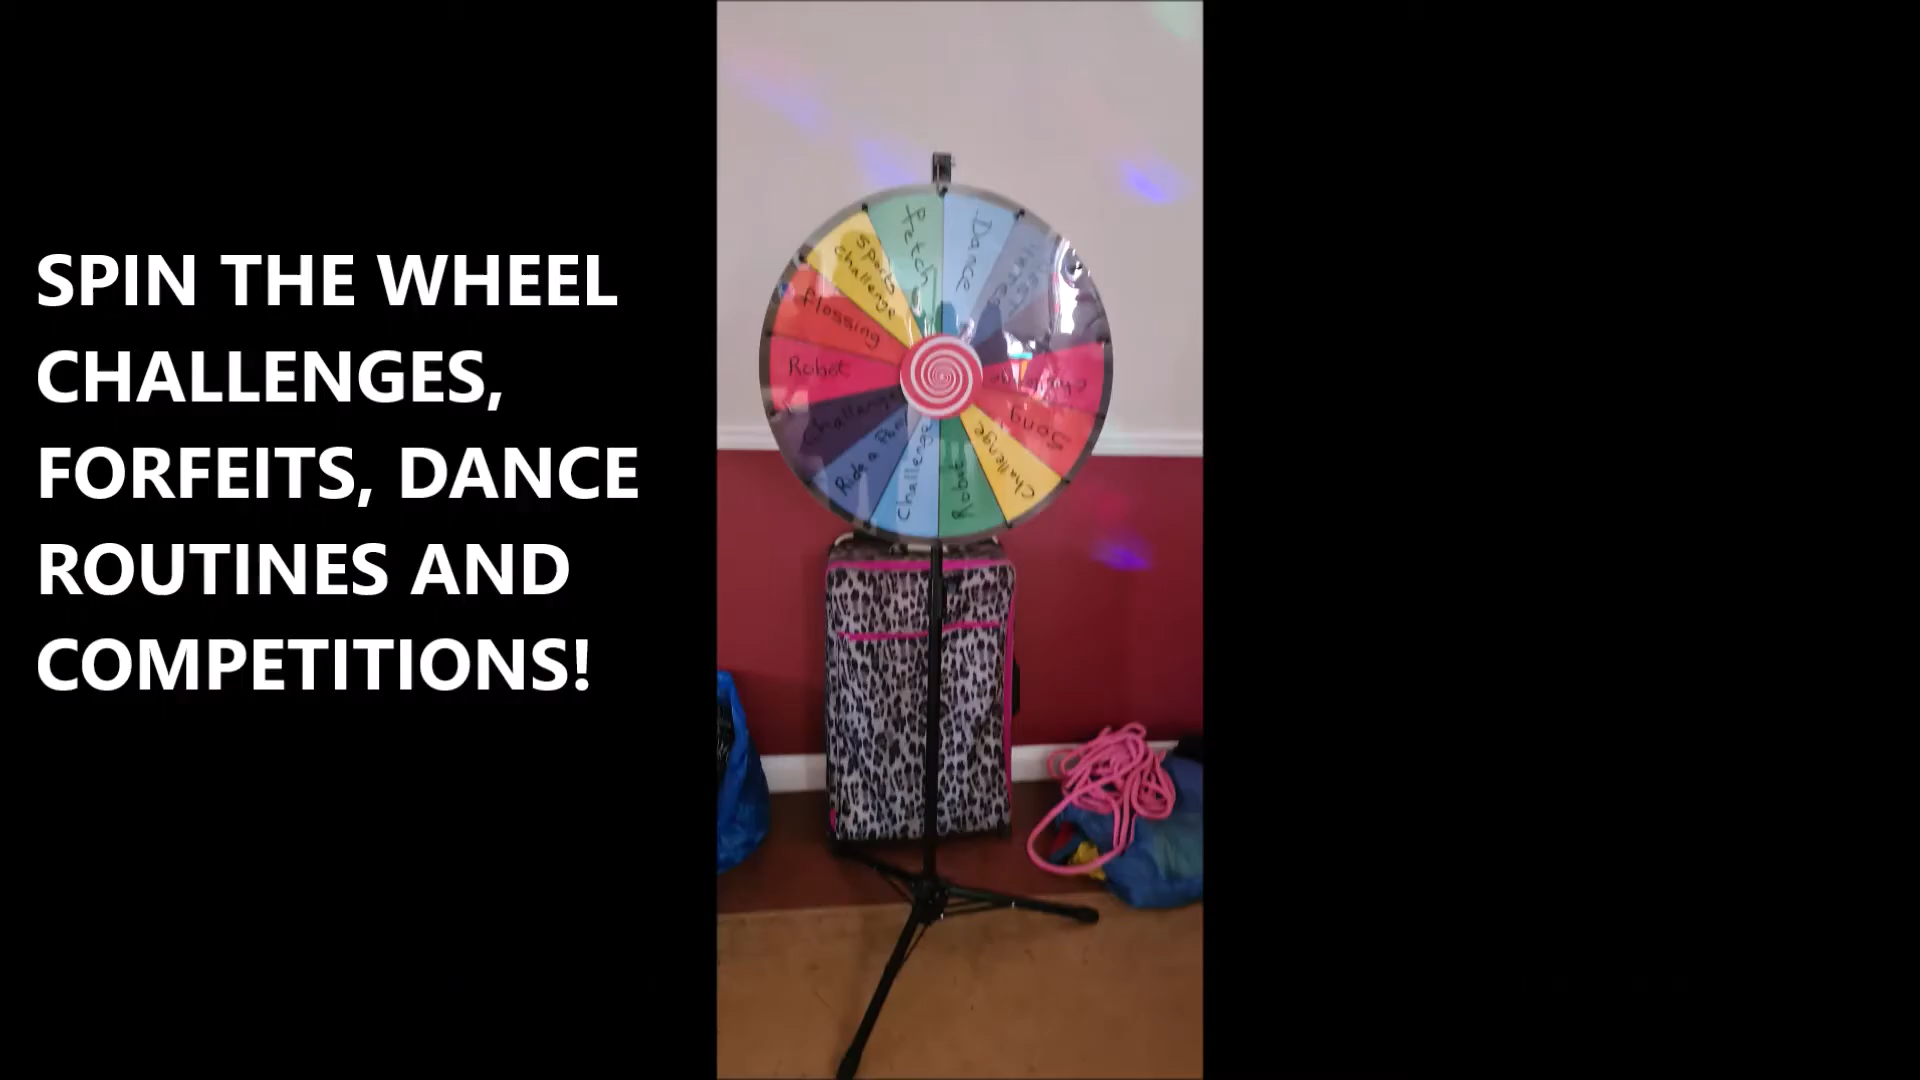 SPIN THE WHEEL
CHALLENGES,
FORFEITS, DANCE
ROUTINES AND
COMPETITIONS!
fetch
Dance
Challenge
Song
Challenge
Robot
Challenge
Ride a
Challenge
Robot
flossing
Sports
Challenge